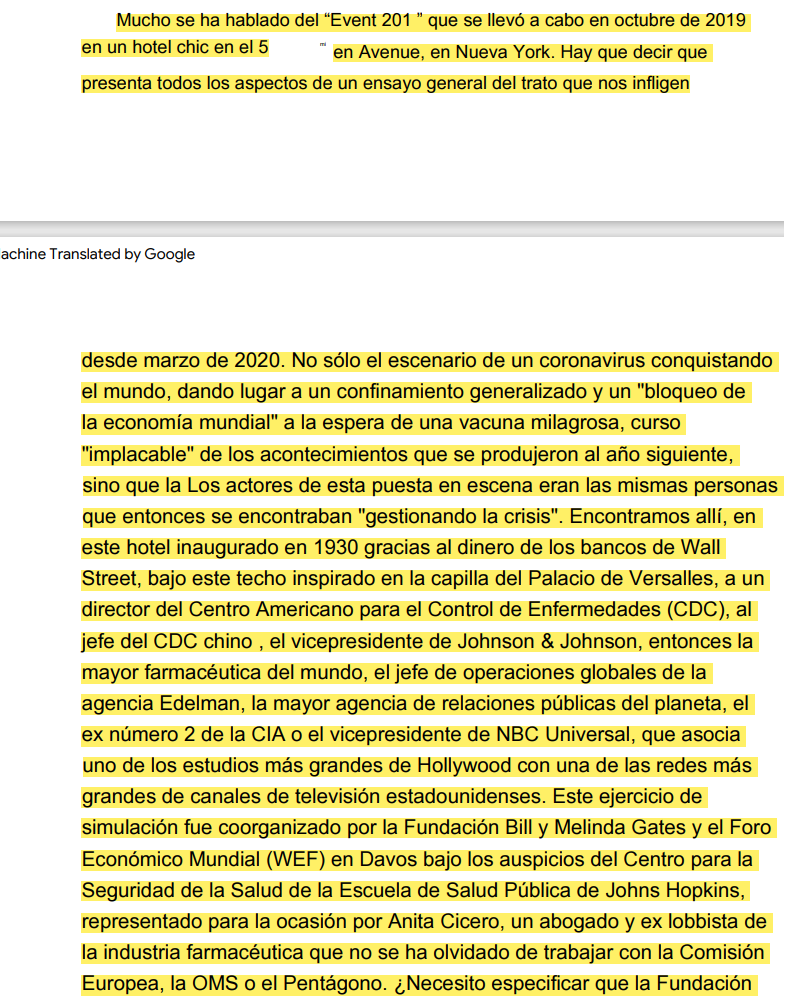 Mucho se ha hablado del “Event 201 ” que se llevó a cabo en octubre de 2019
en un hotel chic en el 5 mi en Avenue, en Nueva York. Hay que decir que
presenta todos los aspectos de un ensayo general del trato que nos infligen
achine Translated by Google
desde marzo de 2020. No sólo el escenario de un coronavirus conquistando
el mundo, dando lugar a un confinamiento generalizado y un "bloqueo de
la economía mundial" a la espera de una vacuna milagrosa, curso
"implacable" de los acontecimientos que se produjeron al año siguiente,
sino que la Los actores de esta puesta en escena eran las mismas personas
que entonces se encontraban "gestionando la crisis". Encontramos allí, en
este hotel inaugurado en 1930 gracias al dinero de los bancos de Wall
Street, bajo este techo inspirado en la capilla del Palacio de Versalles, a un
director del Centro Americano para el Control de Enfermedades (CDC), al
jefe del CDC chino , el vicepresidente de Johnson & Johnson, entonces la
mayor farmacéutica del mundo, el jefe de operaciones globales de la
agencia Edelman, la mayor agencia de relaciones públicas del planeta, el
ex número 2 de la CIA o el vicepresidente de NBC Universal, que asocia
uno de los estudios más grandes de Hollywood con una de las redes más
grandes de canales de televisión estadounidenses. Este ejercicio de
simulación fue coorganizado por la Fundación Bill y Melinda Gates y el Foro
Económico Mundial (WEF) en Davos bajo los auspicios del Centro para la
Seguridad de la Salud de la Escuela de Salud Pública de Johns Hopkins,
representado para la ocasión por Anita Cicero, un abogado y ex lobbista de
la industria farmacéutica que no se ha olvidado de trabajar con la Comisión
Europea, la OMS o el Pentágono. ¿Necesito especificar que la Fundación